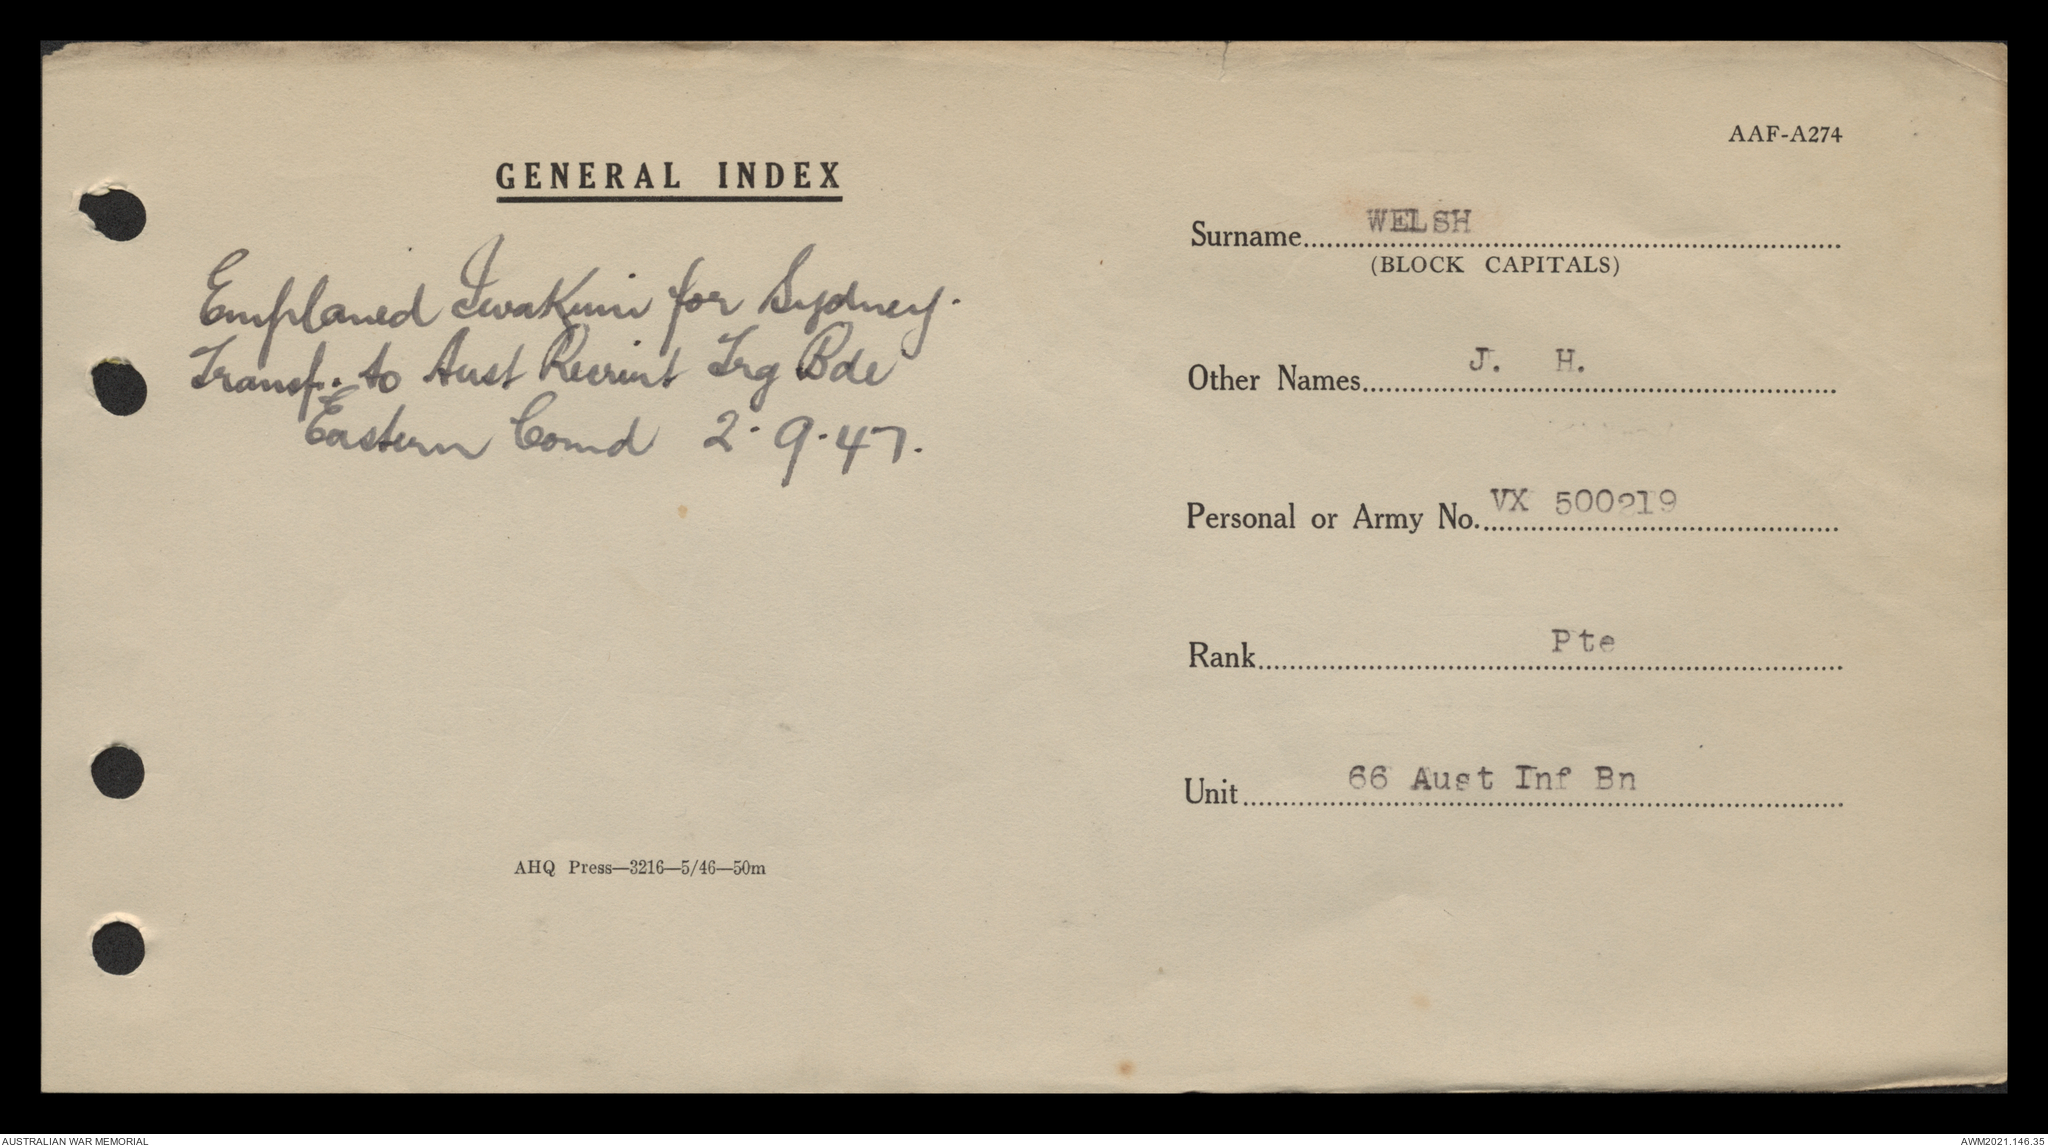 AAF-A274
GENERAL INDEX
Emplaned Iwakuni for Sydney.
Transf. to Aust Recruit Trg Bde
Eastern Comd 2.9.47.
AHQ Press—3216—5/46—50m
Surname WELSH
(BLOCK CAPITALS)
Other Names J. H.
Personal or Army No. VX 500219
Rank Pte
Unit 66 Aust Inf Bn
AUSTRALIAN WAR MEMORIAL
AWM2021.146.35